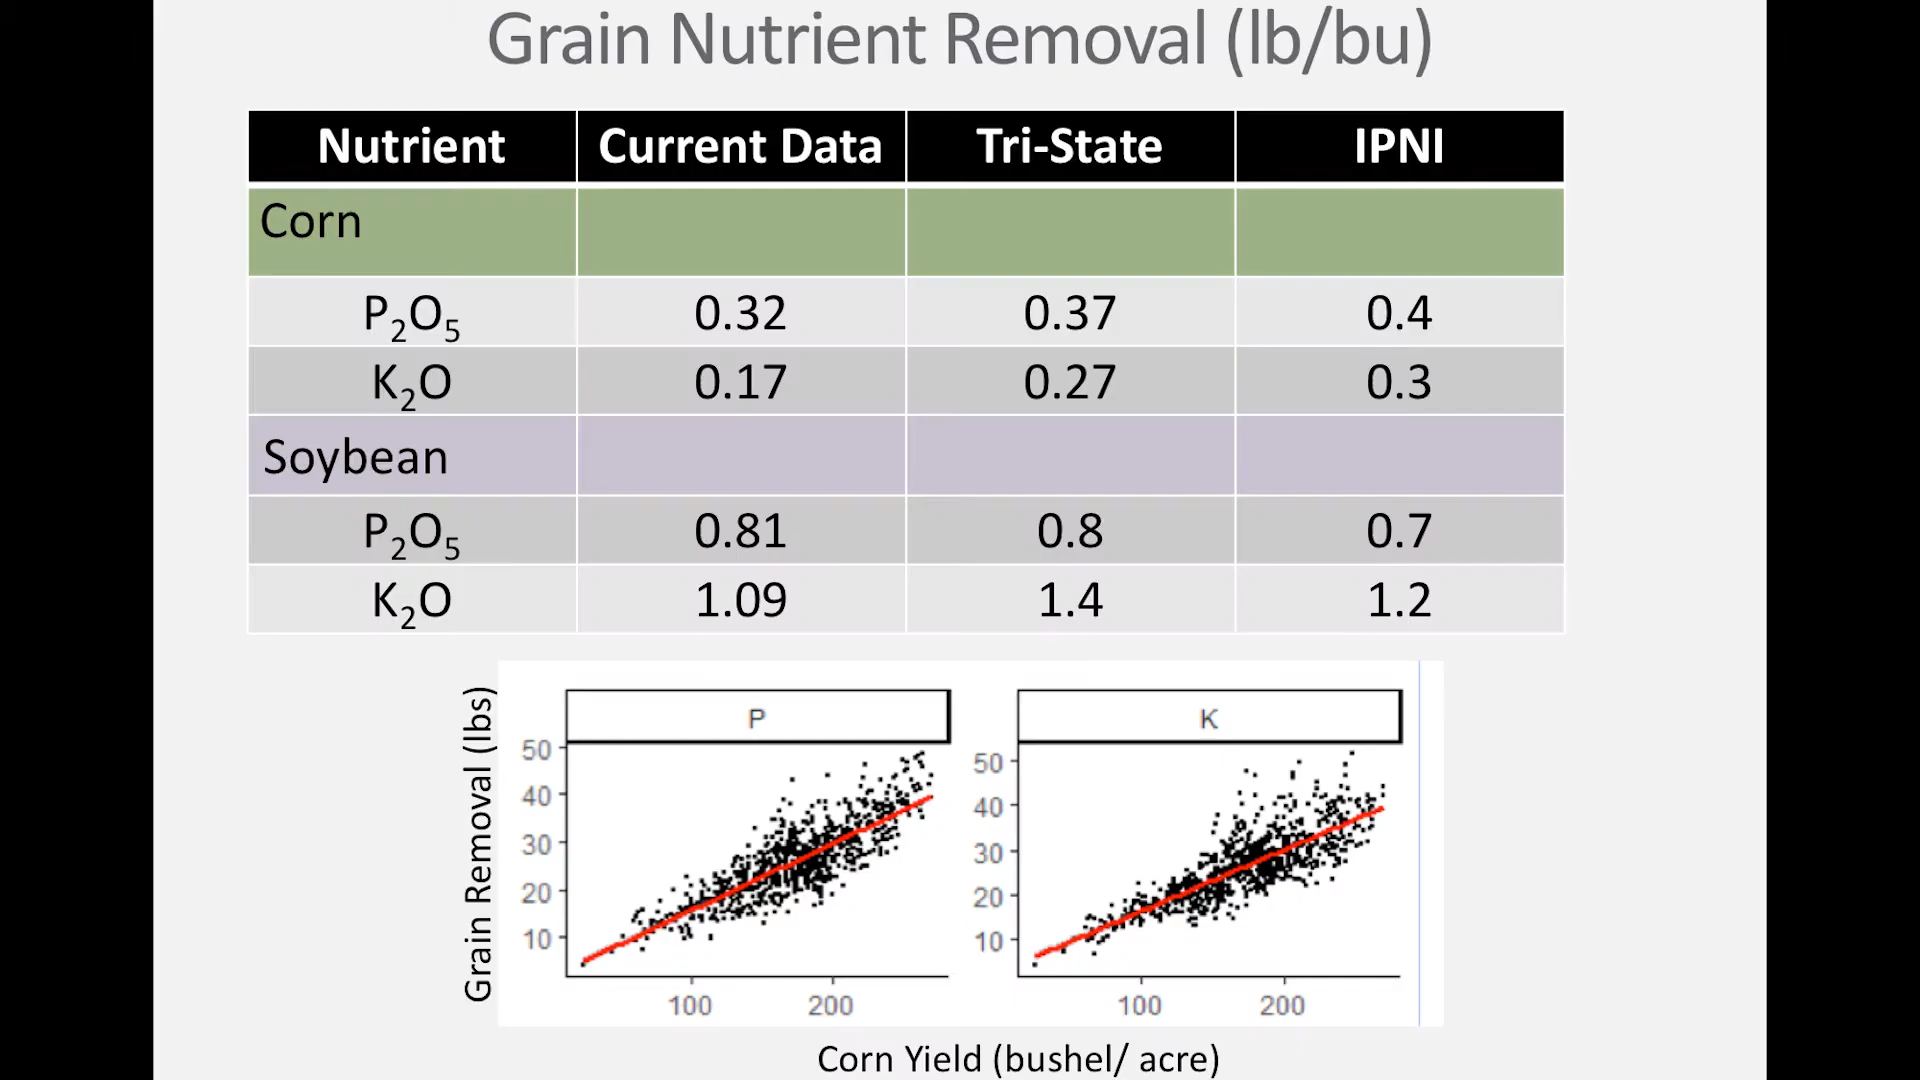 Grain Nutrient Removal (lb/bu)
Nutrient Current Data Tri-State IPNI
Corn
P₂O₅ 0.32 0.37 0.4
K₂O 0.17 0.27 0.3
Soybean
P₂O₅ 0.81 0.8 0.7
K₂O 1.09 1.4 1.2
Grain Removal (lbs)
P
50
40
30
20
10
100 200
K
50
40
30
20
10
100 200
Corn Yield (bushel/ acre)